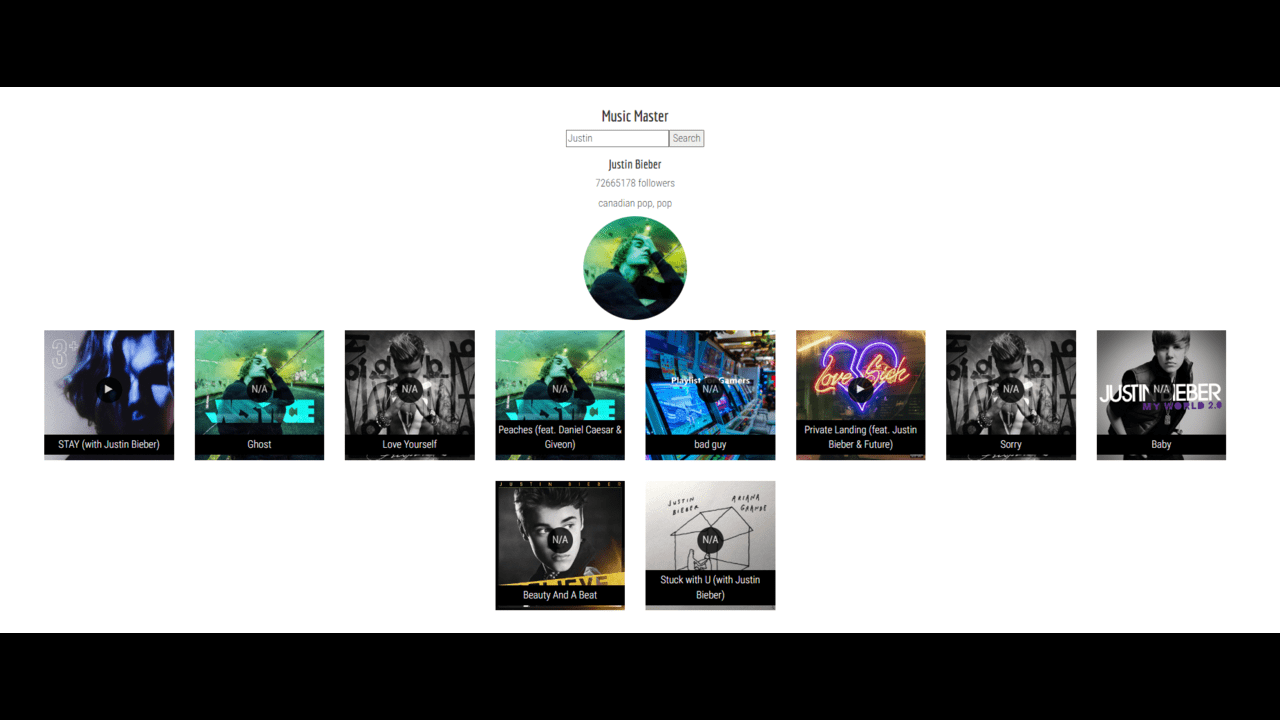 Music Master
Justin
Search
Justin Bieber
72665178 followers
canadian pop, pop
3+
N/A
JUSTICE
N/A
N/A
JUSTICE
Playlist for Gamers
N/A
Love Sick
N/A
JUSTIN BIEBER
N/A
MY WORLD 2.0
STAY (with Justin Bieber)
Ghost
Love Yourself
Peaches (feat. Daniel Caesar &
Giveon)
bad guy
Private Landing (feat. Justin
Bieber & Future)
Sorry
Baby
JUSTIN BIEBER
N/A
BELIEVE
Beauty And A Beat
JUSTIN
BIEBER
ARIANA
GRANDE
N/A
Stuck with U (with Justin
Bieber)